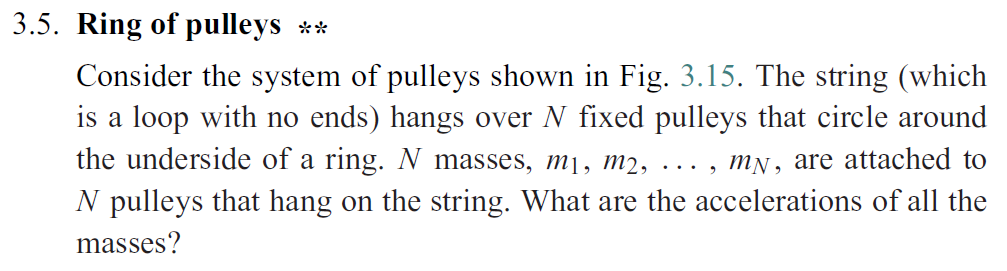 3.5. Ring of pulleys **
Consider the system of pulleys shown in Fig. 3.15. The string (which
is a loop with no ends) hangs over N fixed pulleys that circle around
the underside of a ring. N masses, m₁, m₂, . . . , m_N, are attached to
N pulleys that hang on the string. What are the accelerations of all the
masses?